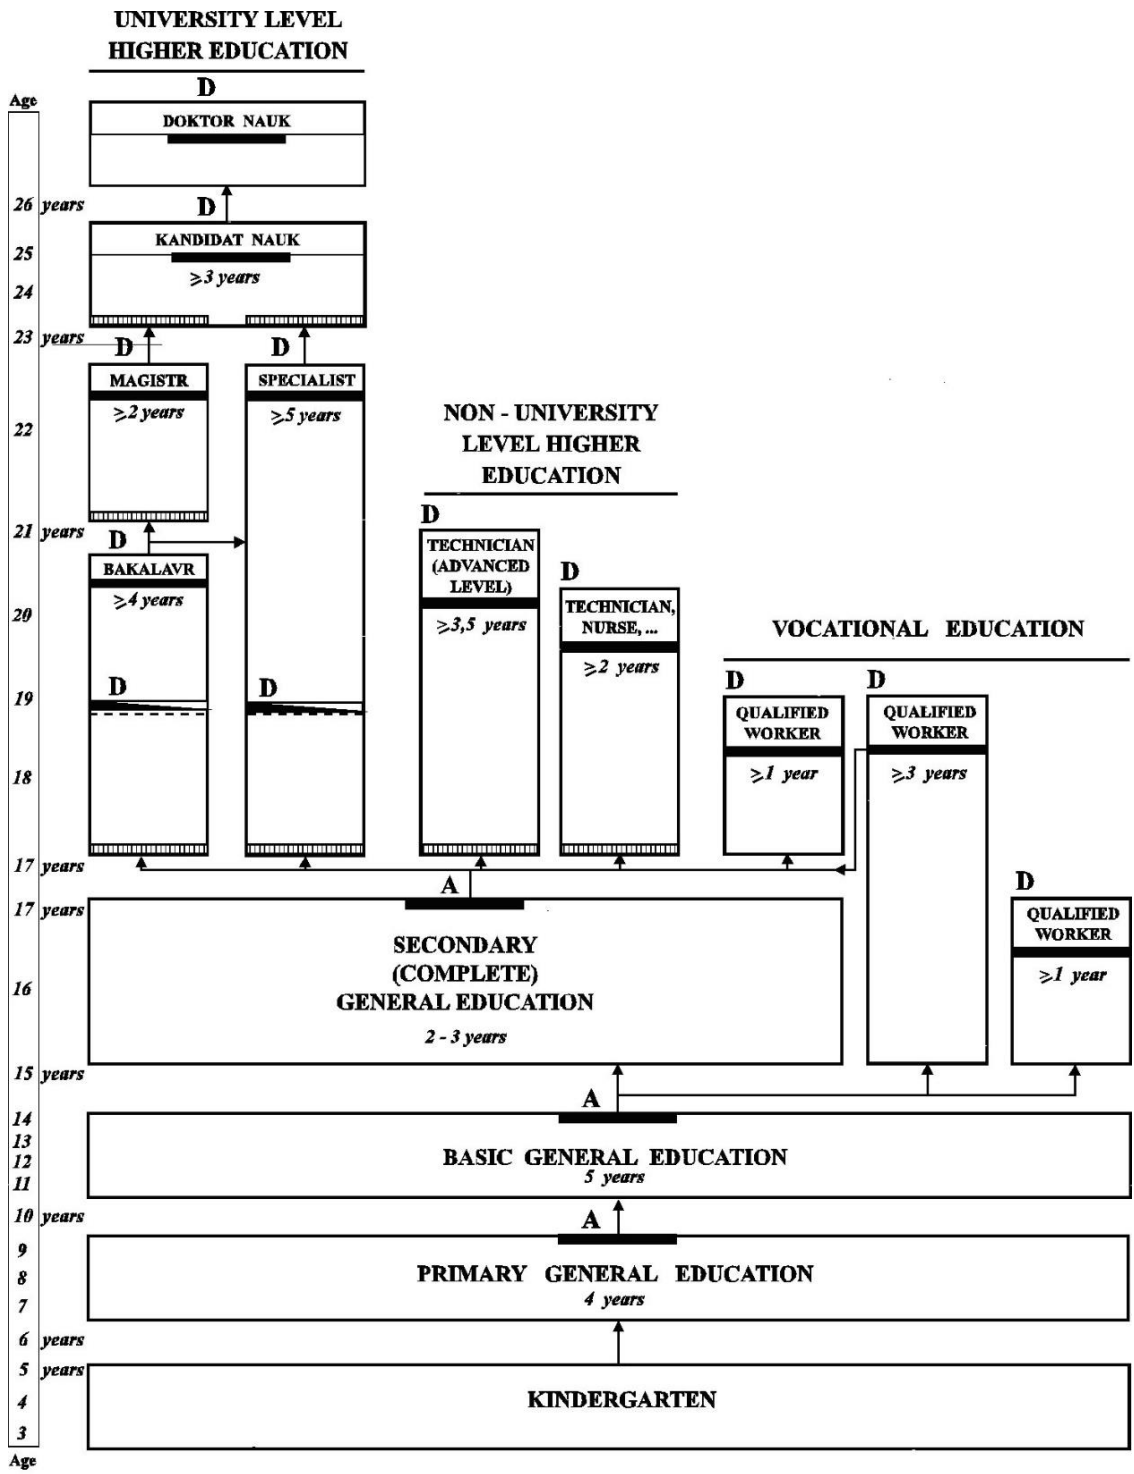 UNIVERSITY LEVEL
HIGHER EDUCATION
D
Age
DOKTOR NAUK
26 years
D
KANDIDAT NAUK
25
⩾3 years
24
23 years
D
D
MAGISTR
SPECIALIST
⩾2 years
⩾5 years
22
NON - UNIVERSITY
LEVEL HIGHER
EDUCATION
21 years
D
D
BAKALAVR
⩾4 years
TECHNICIAN
(ADVANCED
LEVEL)
⩾3,5 years
D
TECHNICIAN,
NURSE, ...
⩾2 years
20
VOCATIONAL EDUCATION
19
D
D
D
D
QUALIFIED
WORKER
⩾1 year
QUALIFIED
WORKER
⩾3 years
18
17 years
A
17 years
SECONDARY
(COMPLETE)
GENERAL EDUCATION
2 - 3 years
D
QUALIFIED
WORKER
⩾1 year
16
15 years
A
14
13
12
11
BASIC GENERAL EDUCATION
5 years
10 years
A
9
8
7
PRIMARY GENERAL EDUCATION
4 years
6 years
5 years
4
3
KINDERGARTEN
Age